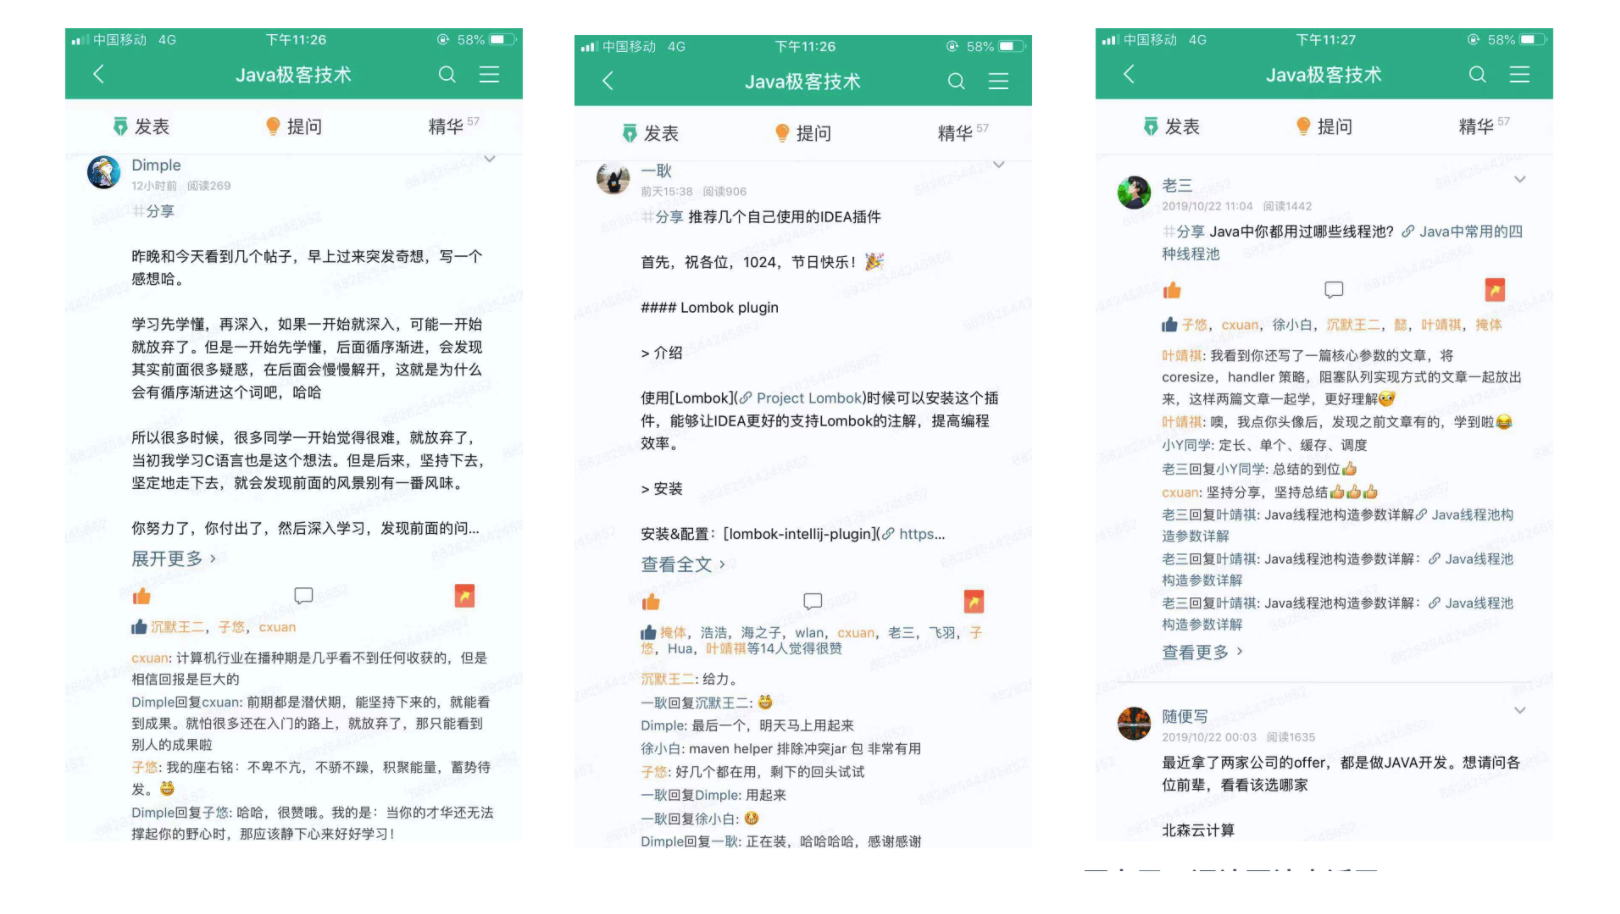 中国移动 4G 下午11:26 58%
Java极客技术
发表 提问 精华 57
Dimple
12小时前 阅读269
#分享
昨晚和今天看到几个帖子，早上过来突发奇想，写一个
感想哈。
学习先学懂，再深入，如果一开始就深入，可能一开始
就放弃了。但是一开始先学懂，后面循序渐进，会发现
其实前面很多疑惑，在后面会慢慢解开，这就是为什么
会有循序渐进这个词吧，哈哈
所以很多时候，很多同学一开始觉得很难，就放弃了，
当初我学习C语言也是这个想法。但是后来，坚持下去，
坚定地走下去，就会发现前面的风景别有一番风味。
你努力了，你付出了，然后深入学习，发现前面的问...
展开更多 ›
沉默王二，子悠，cxuan
cxuan: 计算机行业在播种期是几乎看不到任何收获的，但是
相信回报是巨大的
Dimple回复cxuan: 前期都是潜伏期，能坚持下来的，就能看
到成果。就怕很多还在入门的路上，就放弃了，那只能看到
别人的成果啦
子悠: 我的座右铭：不卑不亢，不骄不躁，积聚能量，蓄势待
发。😁
Dimple回复子悠: 哈哈，很赞哦。我的是：当你的才华还无法
撑起你的野心时，那应该静下心来好好学习！
中国移动 4G 下午11:26 58%
Java极客技术
发表 提问 精华 57
一耿
前天15:38 阅读906
#分享 推荐几个自己使用的IDEA插件
首先，祝各位，1024，节日快乐！🎉
#### Lombok plugin
> 介绍
使用[Lombok](🔗 Project Lombok)时候可以安装这个插
件，能够让IDEA更好的支持Lombok的注解，提高编程
效率。
> 安装
安装&配置：[lombok-intellij-plugin](🔗 https...
查看全文 ›
掩体，浩浩，海之子，wlan，cxuan，老三，飞羽，子
悠，Hua，叶靖祺等14人觉得很赞
沉默王二: 给力。
一耿回复沉默王二: 😁
Dimple: 最后一个，明天马上用起来
徐小白: maven helper 排除冲突jar 包 非常有用
子悠: 好几个都在用，剩下的回头试试
一耿回复Dimple: 用起来
一耿回复徐小白:
Dimple回复一耿: 正在装，哈哈哈哈，感谢感谢
中国移动 4G 下午11:27 58%
Java极客技术
发表 提问 精华 57
老三
2019/10/22 11:04 阅读1442
#分享 Java中你都用过哪些线程池？🔗 Java中常用的四
种线程池
子悠，cxuan，徐小白，沉默王二，懿，叶靖祺，掩体
叶靖祺: 我看到你还写了一篇核心参数的文章，将
coresize，handler 策略，阻塞队列实现方式的文章一起放出
来，这样两篇文章一起学，更好理解
叶靖祺: 噢，我点你头像后，发现之前文章有的，学到啦😂
小Y同学: 定长、单个、缓存、调度
老三回复小Y同学: 总结的到位👍
cxuan: 坚持分享，坚持总结👍👍👍
老三回复叶靖祺: Java线程池构造参数详解🔗 Java线程池构
造参数详解
老三回复叶靖祺: Java线程池构造参数详解：🔗 Java线程池
构造参数详解
老三回复叶靖祺: Java线程池构造参数详解：🔗 Java线程池
构造参数详解
查看更多 ›
随便写
2019/10/22 00:03 阅读1635
最近拿了两家公司的offer，都是做JAVA开发。想请问各
位前辈，看看该选哪家
北森云计算